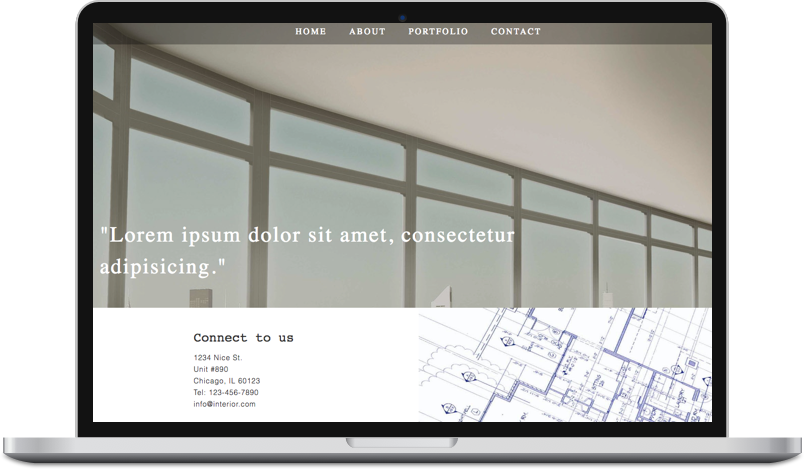 HOME ABOUT PORTFOLIO CONTACT
"Lorem ipsum dolor sit amet, consectetur
adipisicing."
Connect to us
1234 Nice St.
Unit #890
Chicago, IL 60123
Tel: 123-456-7890
info@interior.com